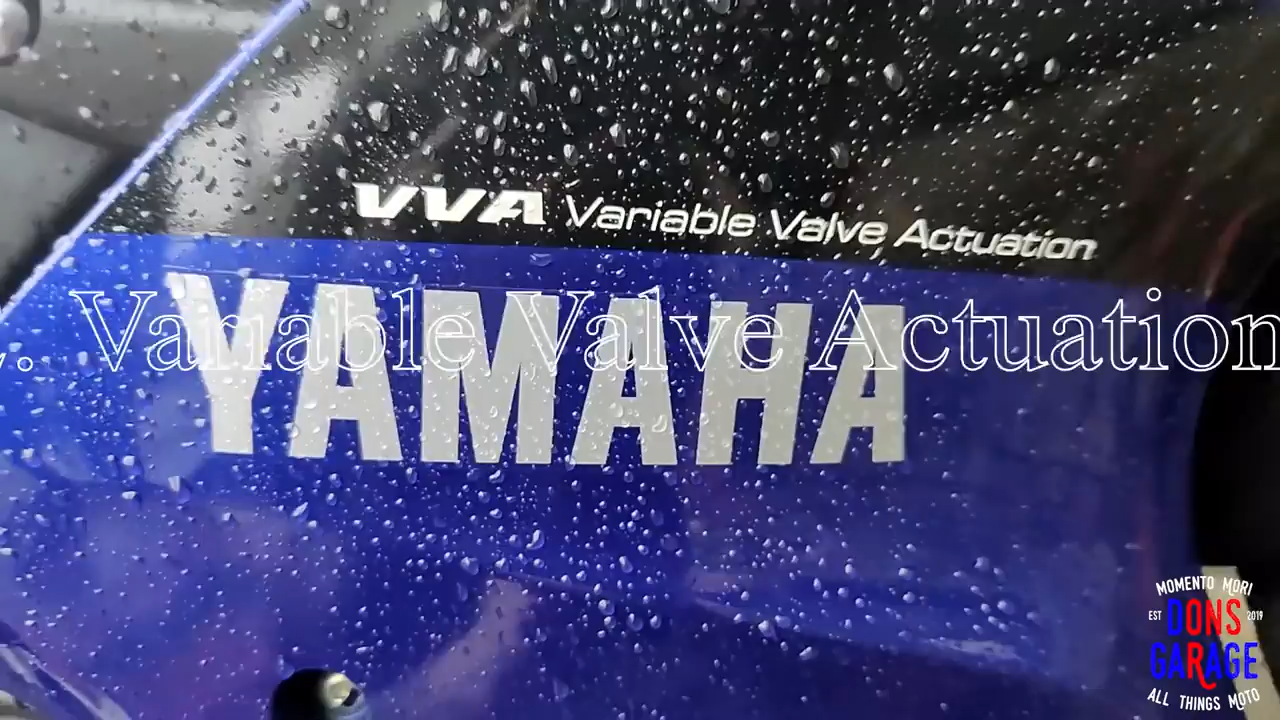 VVA Variable Valve Actuation
YAMAHA
. Variable Valve Actuation
MOMENTO MORI
EST DONS 2019
GARAGE
ALL THINGS MOTO